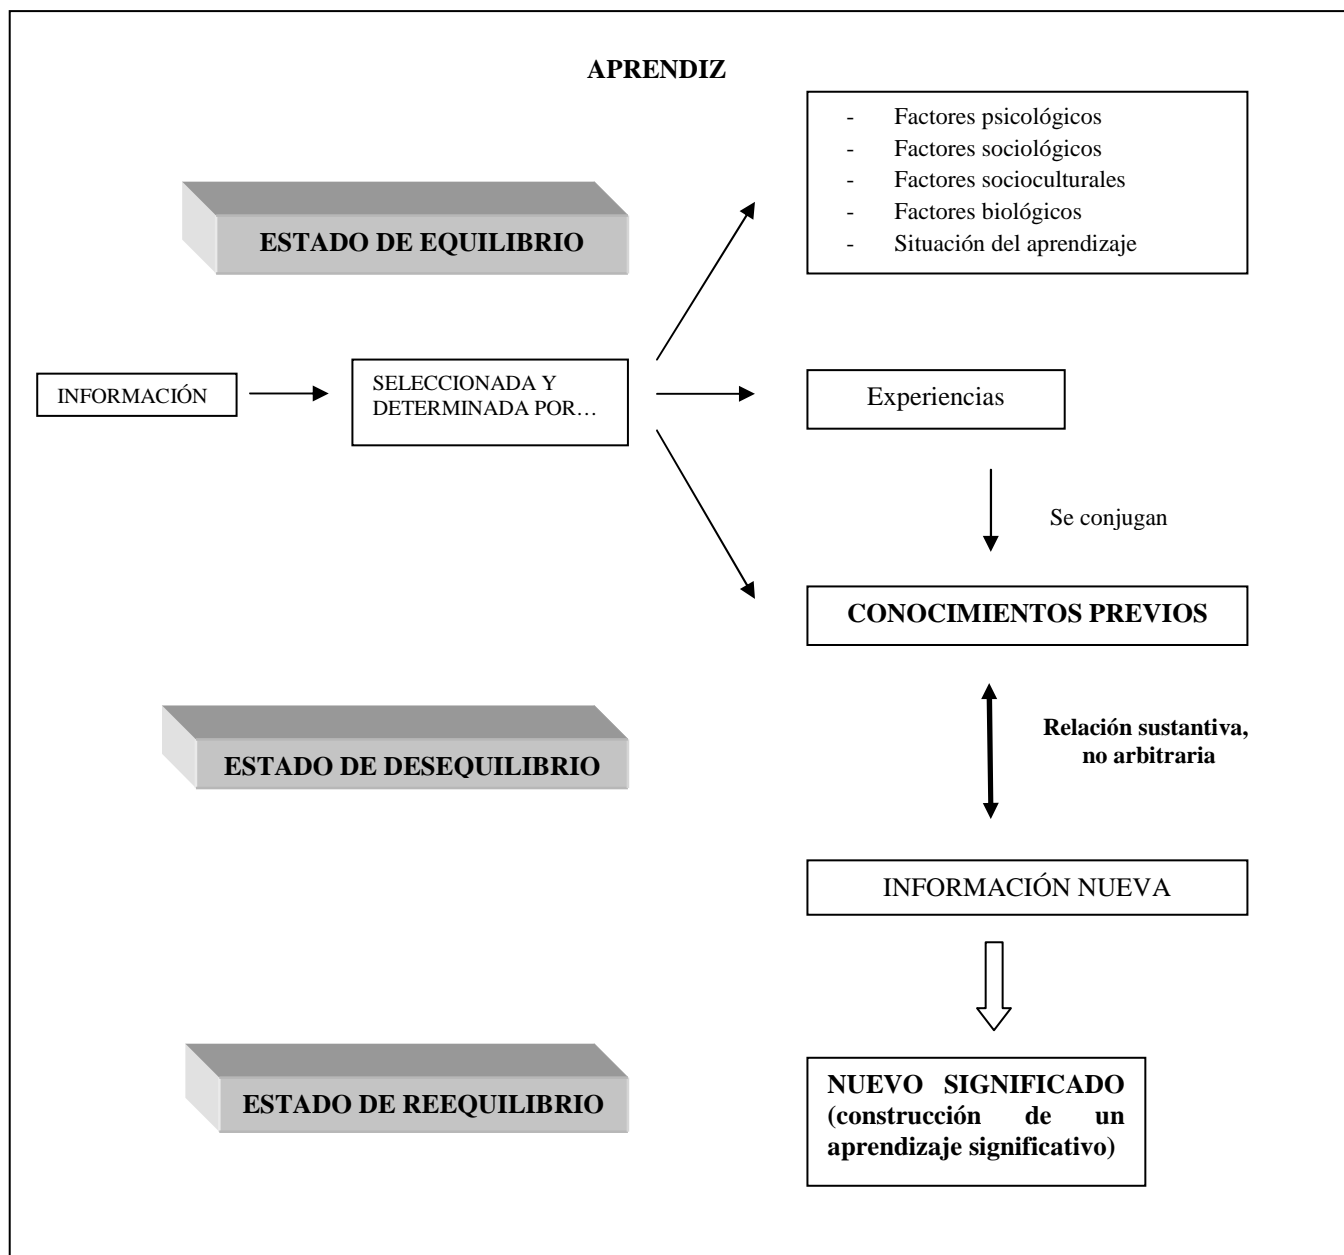 APRENDIZ
- Factores psicológicos
- Factores sociológicos
- Factores socioculturales
- Factores biológicos
- Situación del aprendizaje
ESTADO DE EQUILIBRIO
INFORMACIÓN
SELECCIONADA Y
DETERMINADA POR…
Experiencias
Se conjugan
CONOCIMIENTOS PREVIOS
Relación sustantiva,
no arbitraria
ESTADO DE DESEQUILIBRIO
INFORMACIÓN NUEVA
ESTADO DE REEQUILIBRIO
NUEVO SIGNIFICADO
(construcción de un
aprendizaje significativo)